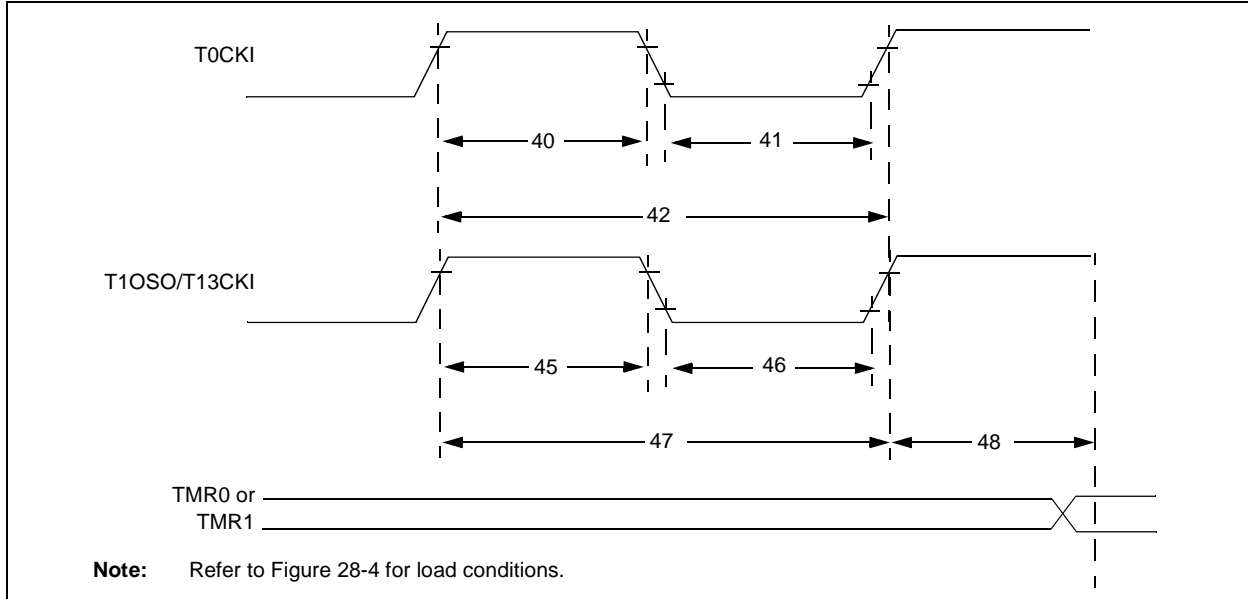 T0CKI
40
41
42
T1OSO/T13CKI
45
46
47
48
TMR0 or
TMR1
Note: Refer to Figure 28-4 for load conditions.